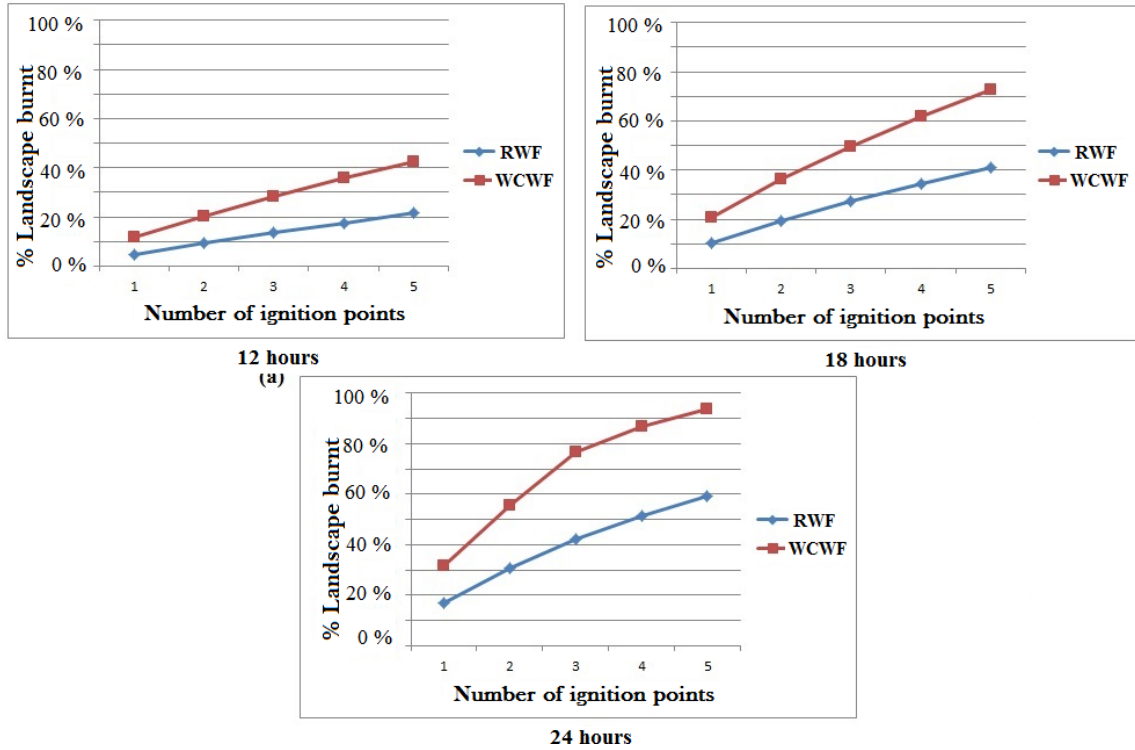 100 %
80 %
60 %
40 %
20 %
0 %
% Landscape burnt
1 2 3 4 5
Number of ignition points
RWF
WCWF
12 hours
(a)
100 %
80 %
60 %
40 %
20 %
0 %
% Landscape burnt
1 2 3 4 5
Number of ignition points
RWF
WCWF
18 hours
100 %
80 %
60 %
40 %
20 %
0 %
% Landscape burnt
1 2 3 4 5
Number of ignition points
RWF
WCWF
24 hours